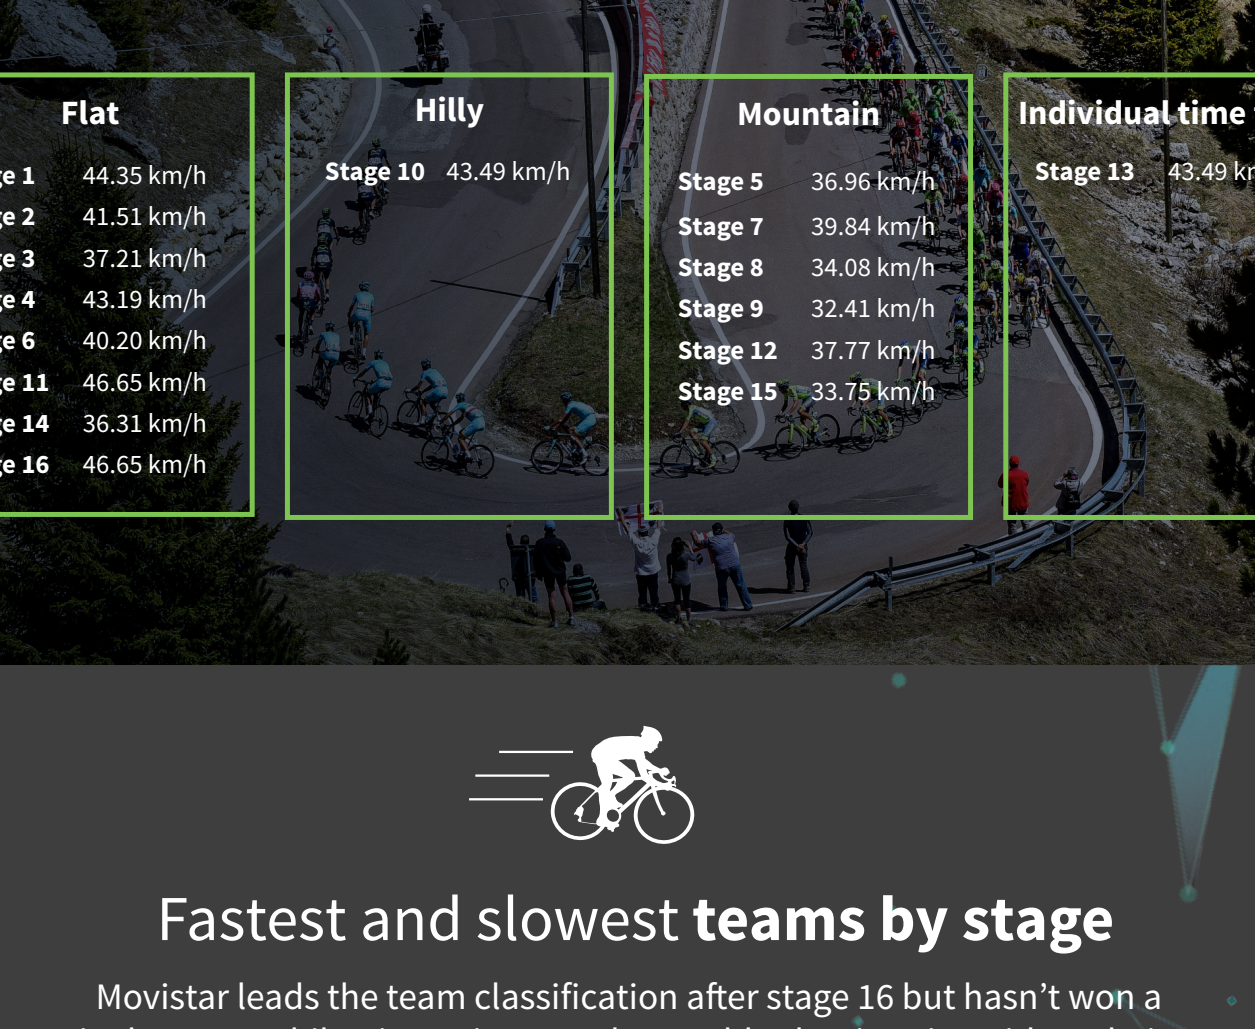 Flat
ge 1 44.35 km/h
ge 2 41.51 km/h
ge 3 37.21 km/h
ge 4 43.19 km/h
ge 6 40.20 km/h
ge 11 46.65 km/h
ge 14 36.31 km/h
ge 16 46.65 km/h
Hilly
Stage 10 43.49 km/h
Mountain
Stage 5 36.96 km/h
Stage 7 39.84 km/h
Stage 8 34.08 km/h
Stage 9 32.41 km/h
Stage 12 37.77 km/h
Stage 15 33.75 km/h
Individual time
Stage 13 43.49 k
Fastest and slowest teams by stage
Movistar leads the team classification after stage 16 but hasn’t won a